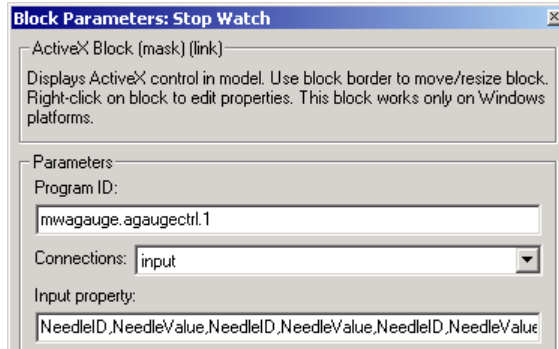 Block Parameters: Stop Watch
ActiveX Block (mask) (link)
Displays ActiveX control in model. Use block border to move/resize block.
Right-click on block to edit properties. This block works only on Windows
platforms.
Parameters
Program ID:
mwagauge.agaugectrl.1
Connections: input
Input property:
NeedleID,NeedleValue,NeedleID,NeedleValue,NeedleID,NeedleValue